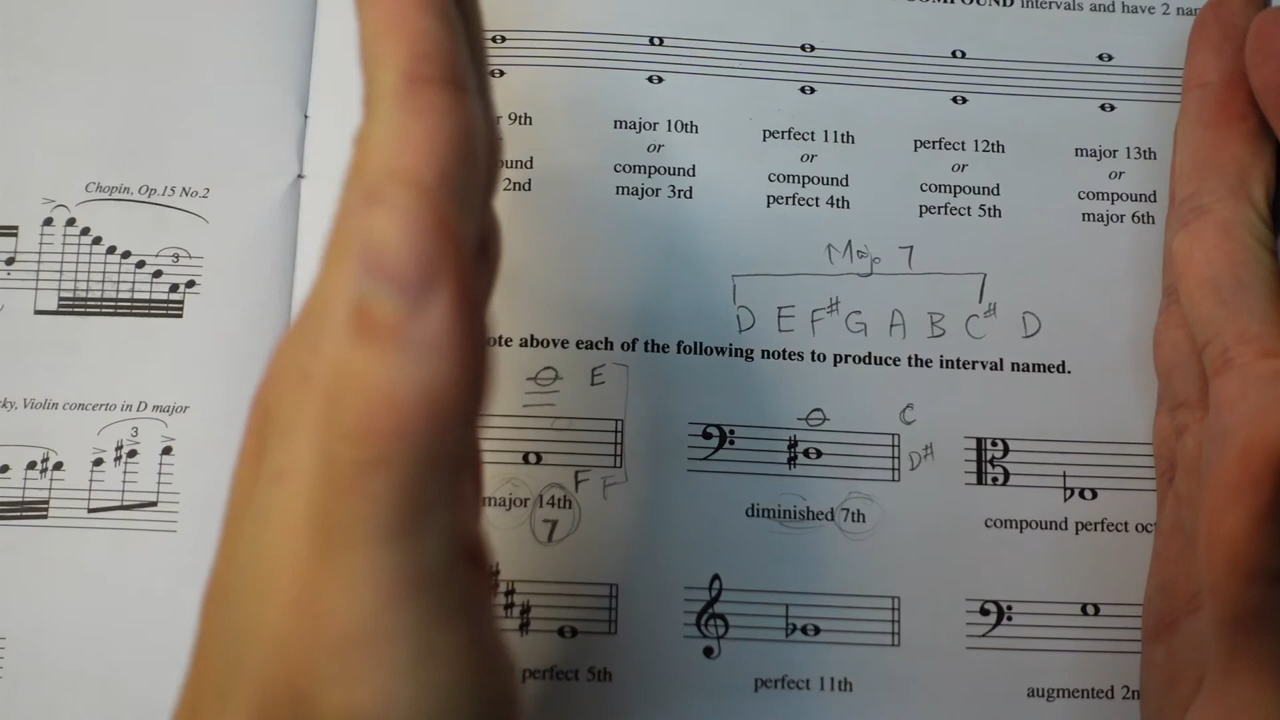 intervals and have 2
9th
major 10th
perfect 11th
perfect 12th
major 13th
or
or
or
or
compound
compound
compound
compound
2nd
major 3rd
perfect 4th
perfect 5th
major 6th
Chopin, Op.15 No.2
3
Maj. 7
D E F# G A B C# D
above each of the following notes to produce the interval named.
Violin concerto in D major
3
E
C
D#
F F
major 14th
7
diminished 7th
compound perfect
perfect 5th
perfect 11th
augmented